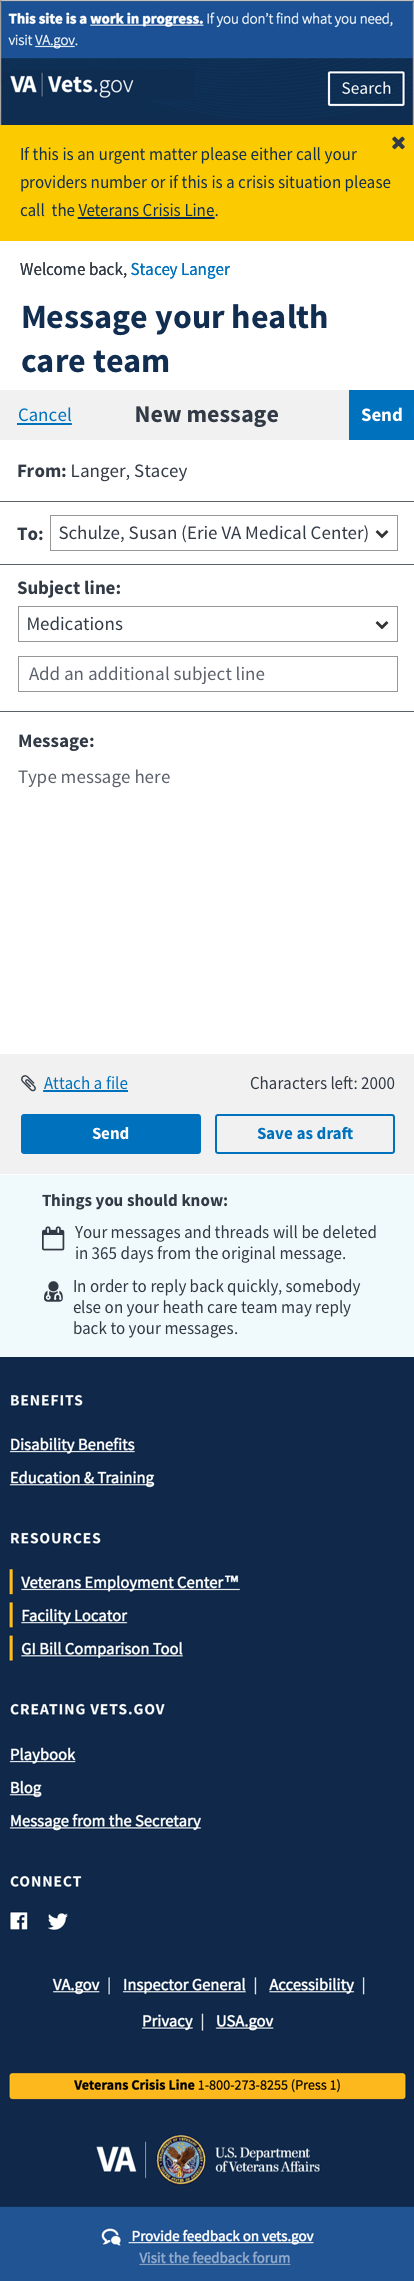 This site is a work in progress. If you don't find what you need,
visit VA.gov.
VA | Vets.gov
Search
If this is an urgent matter please either call your
providers number or if this is a crisis situation please
call the Veterans Crisis Line.
Welcome back, Stacey Langer
Message your health
care team
Cancel
New message
Send
From: Langer, Stacey
To: Schulze, Susan (Erie VA Medical Center)
Subject line:
Medications
Add an additional subject line
Message:
Type message here
Attach a file
Characters left: 2000
Send
Save as draft
Things you should know:
Your messages and threads will be deleted
in 365 days from the original message.
In order to reply back quickly, somebody
else on your heath care team may reply
back to your messages.
BENEFITS
Disability Benefits
Education & Training
RESOURCES
Veterans Employment Center™
Facility Locator
GI Bill Comparison Tool
CREATING VETS.GOV
Playbook
Blog
Message from the Secretary
CONNECT
VA.gov | Inspector General | Accessibility |
Privacy | USA.gov
Veterans Crisis Line 1-800-273-8255 (Press 1)
VA
U.S. Department
of Veterans Affairs
Provide feedback on vets.gov
Visit the feedback forum